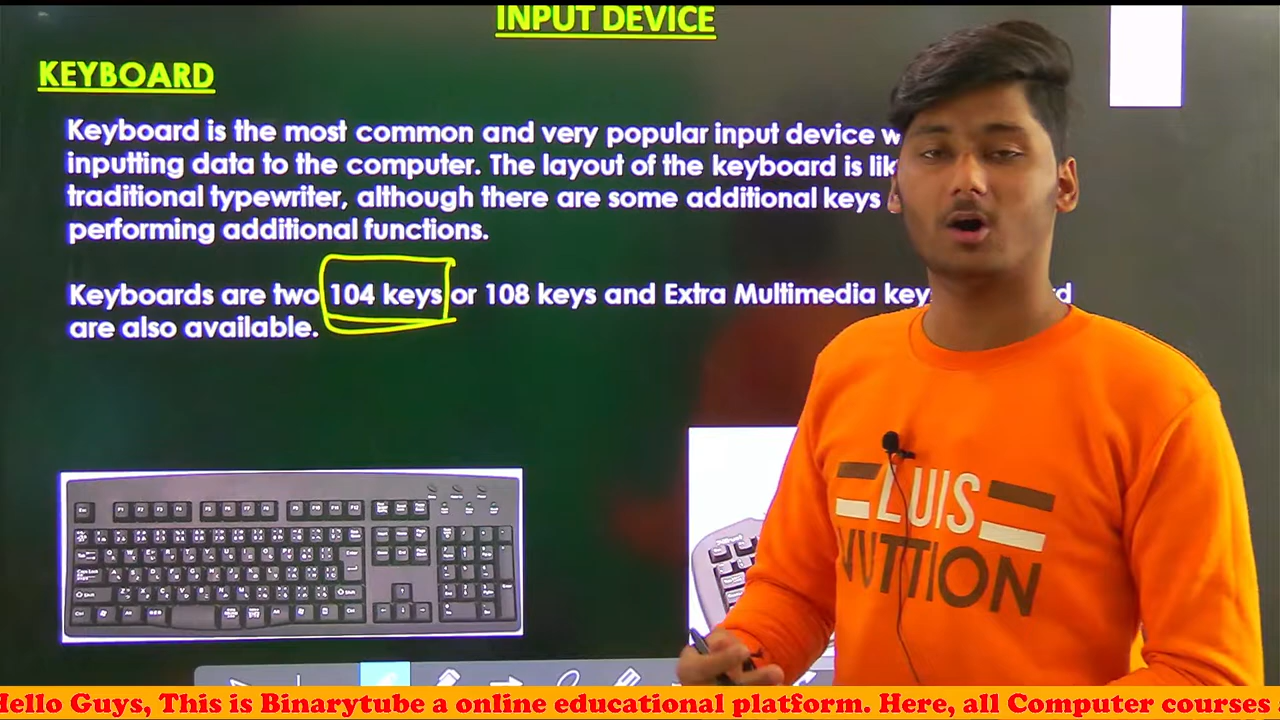 INPUT DEVICE
KEYBOARD
Keyboard is the most common and very popular input device
inputting data to the computer. The layout of the keyboard is
traditional typewriter, although there are some additional keys
performing additional functions.
Keyboards are two 104 keys or 108 keys and Extra Multimedia
are also available.
LUIS
VUTTION
Hello Guys, This is Binarytube a online educational platform. Here, all Computer courses